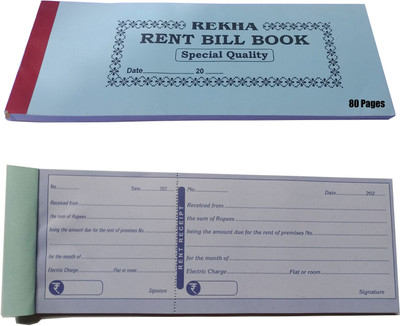 REKHA
RENT BILL BOOK
Special Quality
Date 20
80 Pages
No. Date 202
Received from
the sum of Rupees
being the amount due for the rent of premises No.
for the month of
Electric Charge Flat or room
₹ Signature
RENT RECEIPT
No. Date 202
Received from
the sum of Rupees
being the amount due for the rent of premises No.
for the month of
Electric Charge Flat or room
₹ Signature